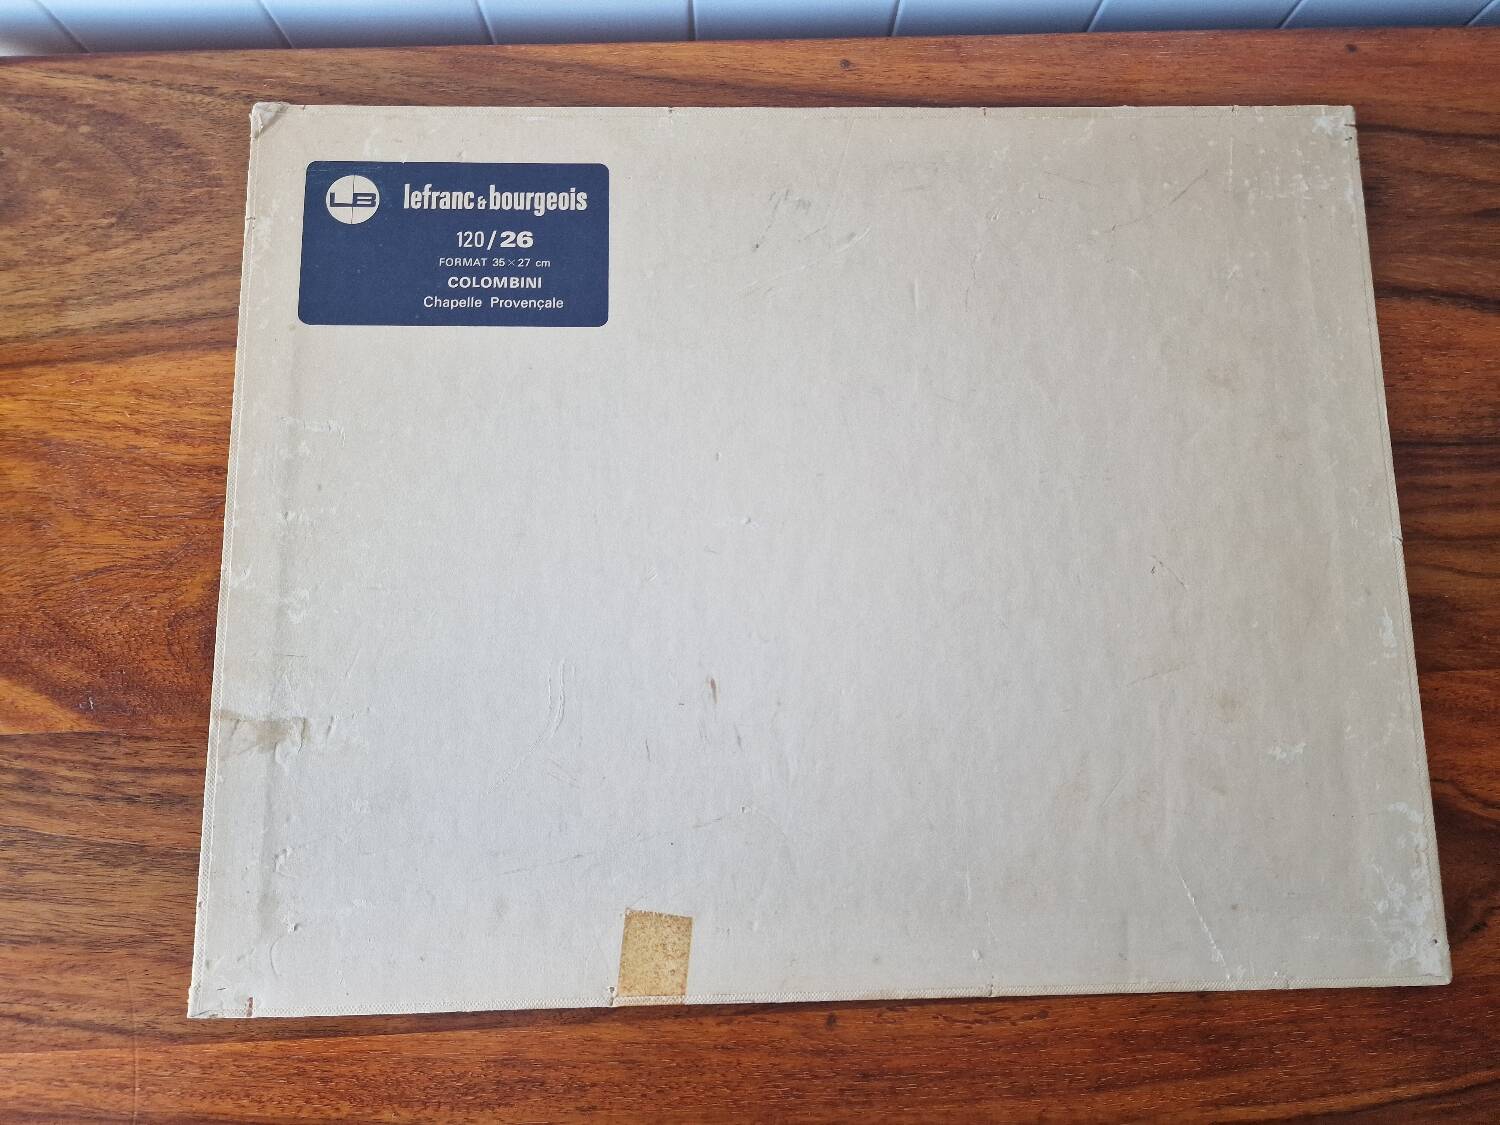 LB
lefranc & bourgeois
120/26
FORMAT 35 × 27 cm
COLOMBINI
Chapelle Provençale